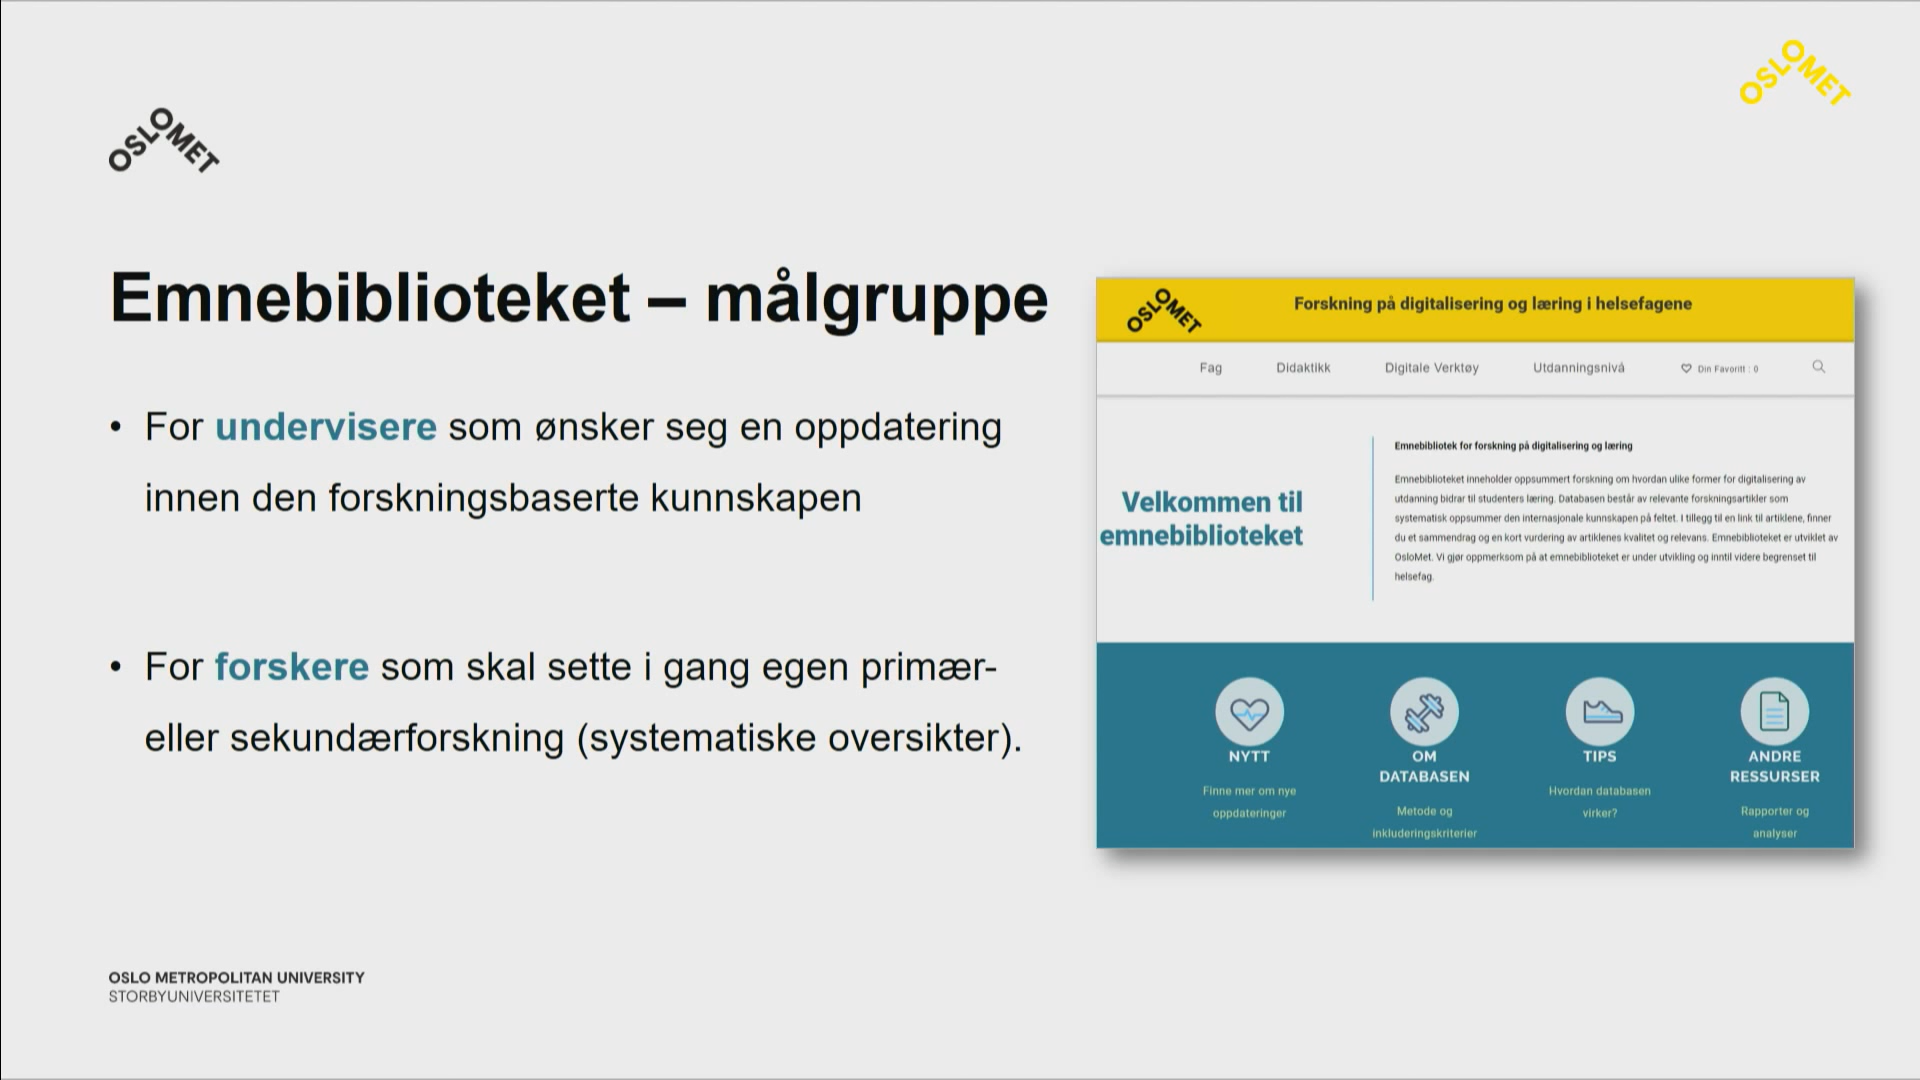 OSLOMET
OSLOMET
Emnebiblioteket – målgruppe
• For undervisere som ønsker seg en oppdatering
innen den forskningsbaserte kunnskapen
• For forskere som skal sette i gang egen primær-
eller sekundærforskning (systematiske oversikter).
OSLOMET
Forskning på digitalisering og læring i helsefagene
Fag
Didaktikk
Digitale Verktøy
Utdanningsnivå
Din Favoritt : 0
Velkommen til
emnebiblioteket
Emnebibliotek for forskning på digitalisering og læring
Emnebiblioteket inneholder oppsummert forskning om hvordan ulike former for digitalisering av
utdanning bidrar til studenters læring. Databasen består av relevante forskningsartikler som
systematisk oppsummer den internasjonale kunnskapen på feltet. I tillegg til en link til artiklene, finner
du et sammendrag og en kort vurdering av artiklenes kvalitet og relevans. Emnebiblioteket er utviklet av
OsloMet. Vi gjør oppmerksom på at emnebiblioteket er under utvikling og inntil videre begrenset til
helsefag.
NYTT
Finne mer om nye
oppdateringer
OM
DATABASEN
Metode og
inkluderingskriterier
TIPS
Hvordan databasen
virker?
ANDRE
RESSURSER
Rapporter og
analyser
OSLO METROPOLITAN UNIVERSITY
STORBYUNIVERSITETET